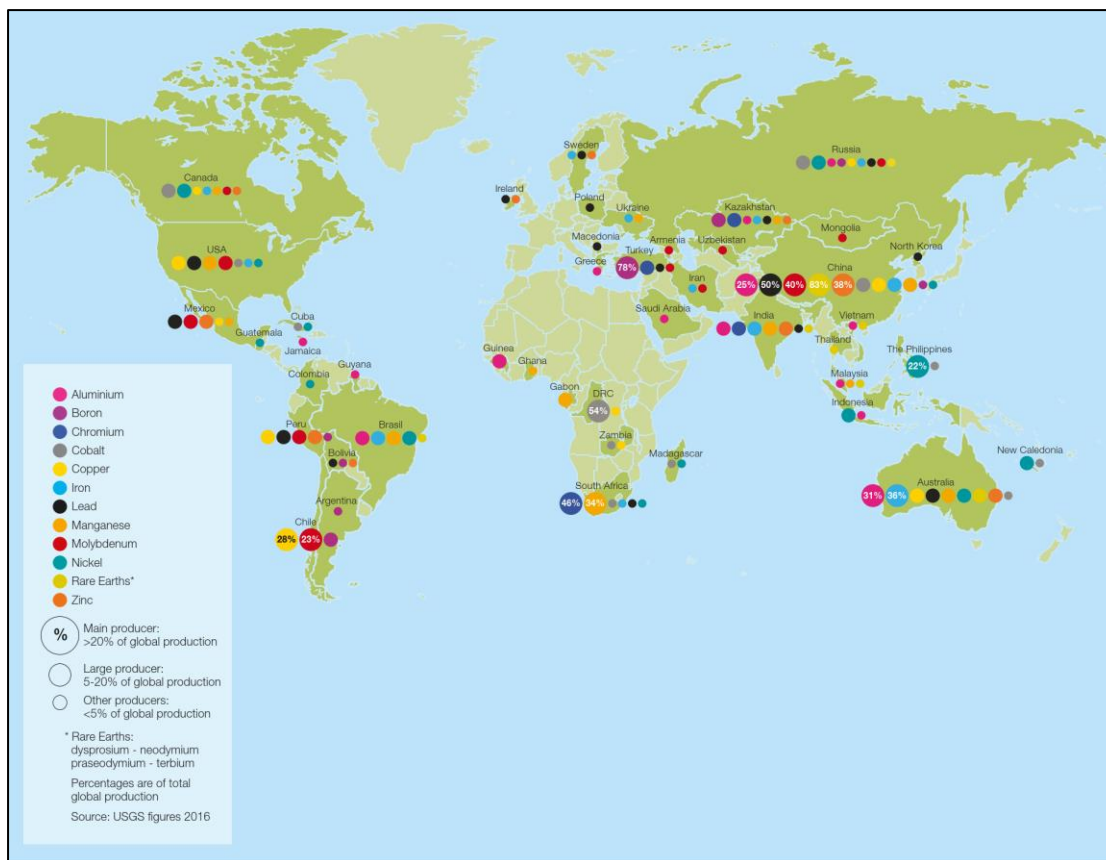 Sweden
Russia
Canada
Ireland
Poland
Ukraine
Kazakhstan
Mongolia
Macedonia
Armenia
Uzbekistan
North Korea
USA
Turkey
Greece
78%
Iran
China
25% 50% 40% 83% 38%
Mexico
Cuba
Saudi Arabia
India
Vietnam
Guatemala
Jamaica
Thailand
Guinea
Ghana
The Philippines
22%
Guyana
Colombia
Malaysia
Gabon
DRC
54%
Indonesia
Peru
Brasil
Zambia
Bolivia
Madagascar
New Caledonia
South Africa
46% 34%
Australia
31% 36%
Argentina
Chile
28% 23%
Aluminium
Boron
Chromium
Cobalt
Copper
Iron
Lead
Manganese
Molybdenum
Nickel
Rare Earths*
Zinc
% Main producer:
>20% of global production
Large producer:
5-20% of global production
Other producers:
<5% of global production
* Rare Earths:
dysprosium - neodymium
praseodymium - terbium
Percentages are of total
global production
Source: USGS figures 2016